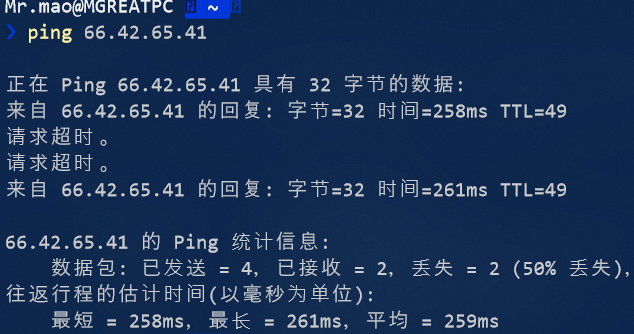 Mr.mao@MGREATPC ~
❯ ping 66.42.65.41
正在 Ping 66.42.65.41 具有 32 字节的数据:
来自 66.42.65.41 的回复: 字节=32 时间=258ms TTL=49
请求超时。
请求超时。
来自 66.42.65.41 的回复: 字节=32 时间=261ms TTL=49
66.42.65.41 的 Ping 统计信息:
数据包: 已发送 = 4, 已接收 = 2, 丢失 = 2 (50% 丢失),
往返行程的估计时间(以毫秒为单位):
最短 = 258ms, 最长 = 261ms, 平均 = 259ms